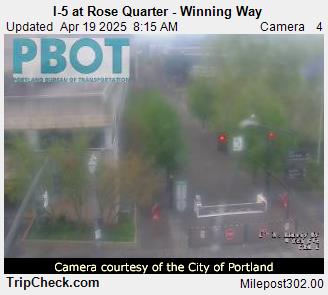 I-5 at Rose Quarter - Winning Way
Updated Apr 19 2025 8:15 AM Camera 4
PBOT
PORTLAND BUREAU OF TRANSPORTATION
Camera courtesy of the City of Portland
TripCheck.com Milepost302.00